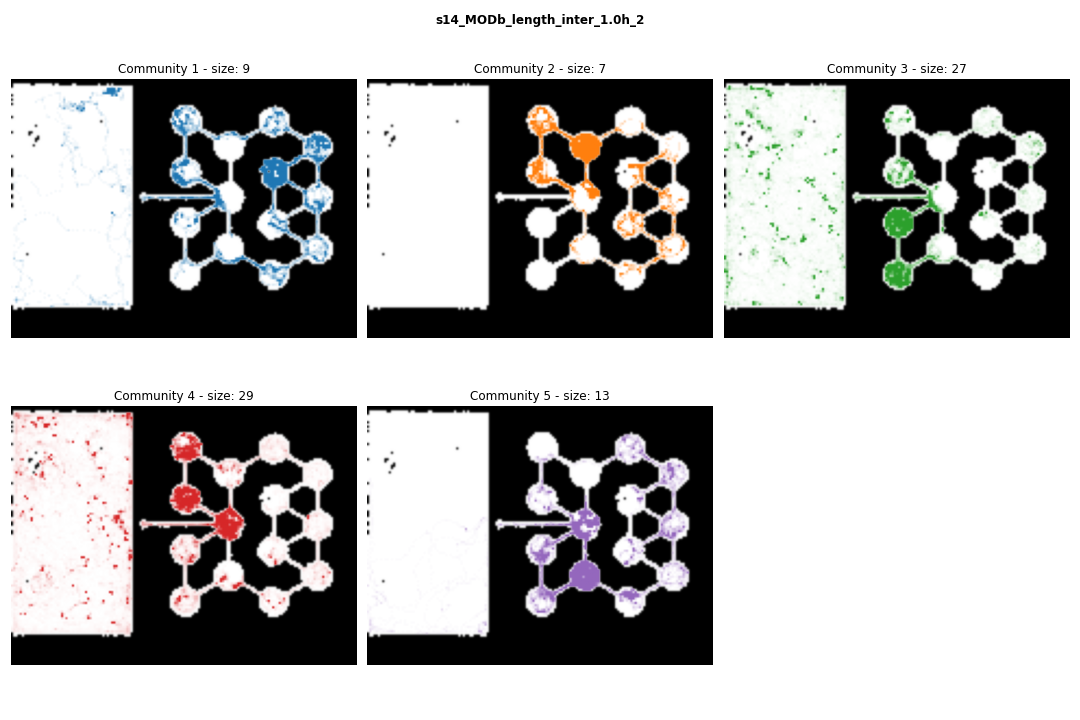 s14_MODb_length_inter_1.0h_2
Community 1 - size: 9
Community 2 - size: 7
Community 3 - size: 27
Community 4 - size: 29
Community 5 - size: 13